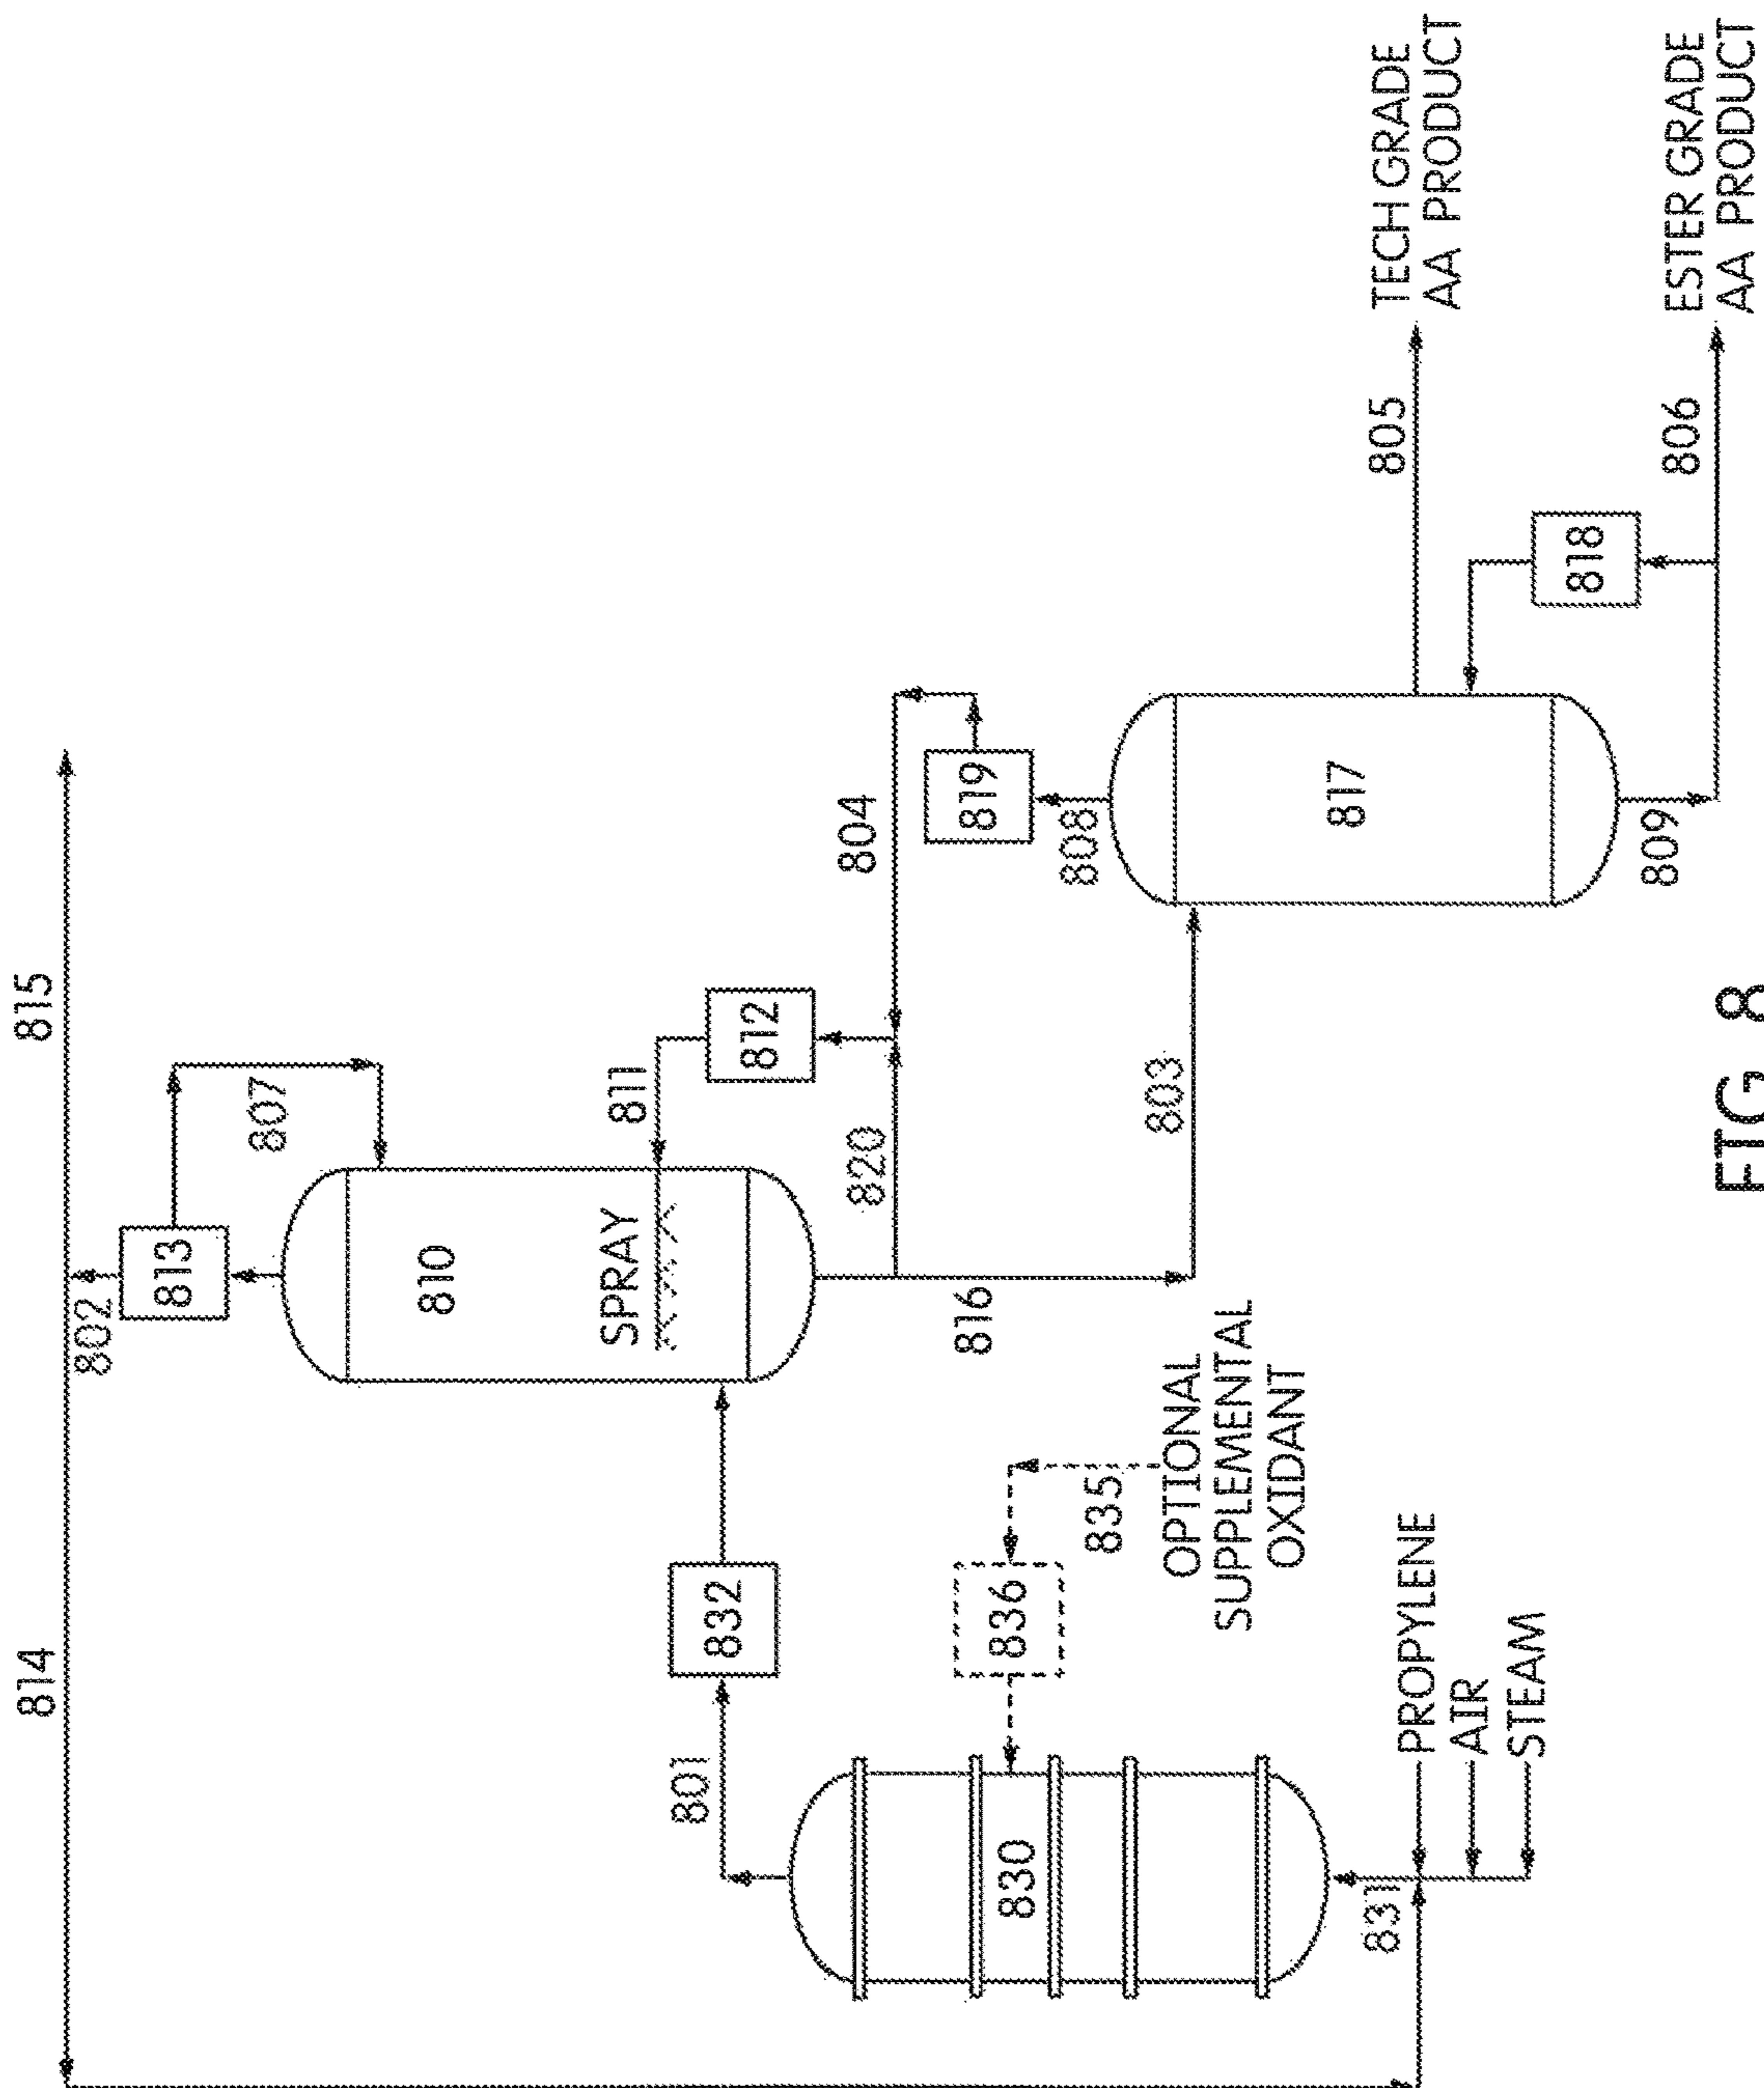 814
815
802
813
807
810
SPRAY
811
812
820
816
804
819
808
803
817
809
818
805
TECH GRADE
AA PRODUCT
806
ESTER GRADE
AA PRODUCT
801
832
836
835
OPTIONAL
SUPPLEMENTAL
OXIDANT
830
831
PROPYLENE
AIR
STEAM
FIG. 8